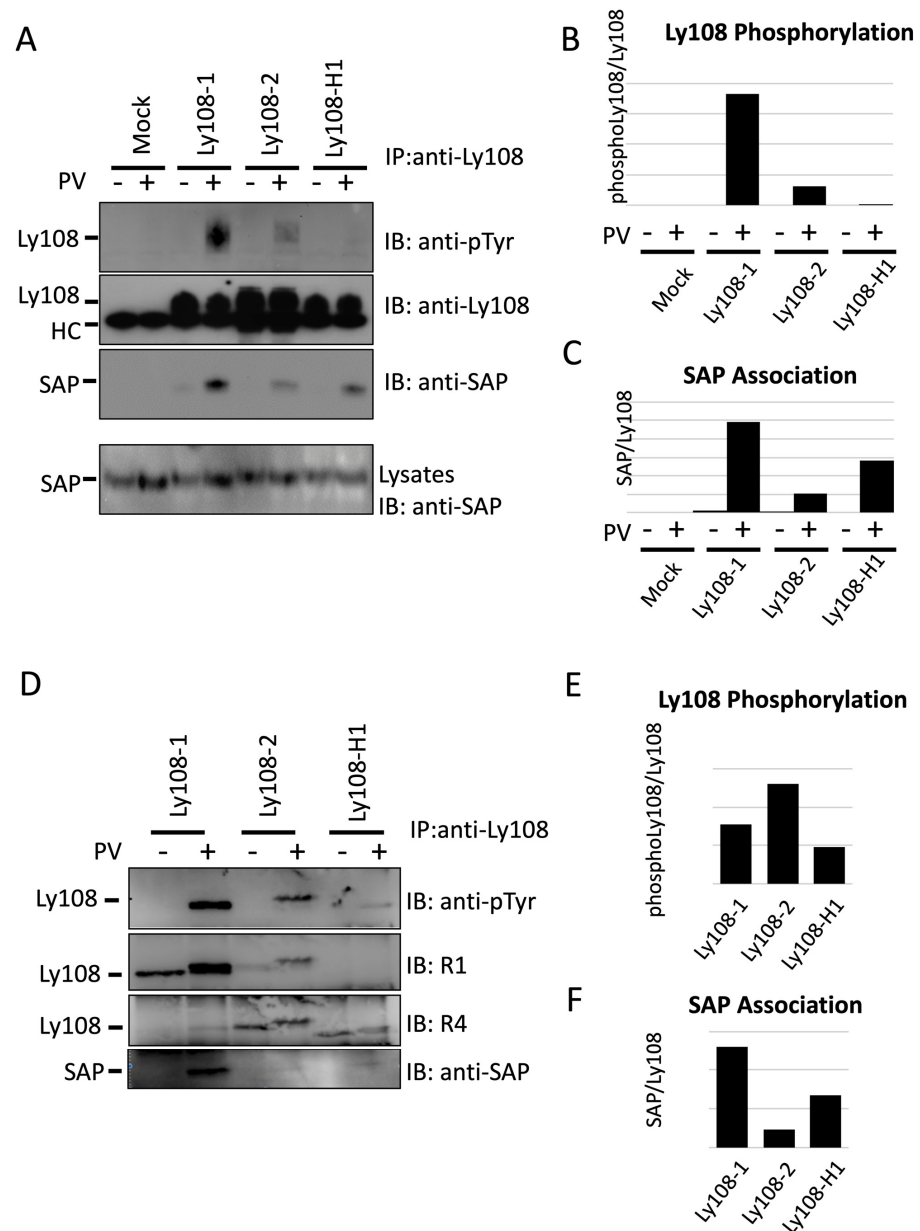 A
Mock
Ly108-1
Ly108-2
Ly108-H1
IP:anti-Ly108
PV - + - + - + - +
Ly108
IB: anti-pTyr
Ly108
HC
IB: anti-Ly108
SAP
IB: anti-SAP
SAP
Lysates
IB: anti-SAP
B
Ly108 Phosphorylation
phosphoLy108/Ly108
PV - + - + - + - +
Mock
Ly108-1
Ly108-2
Ly108-H1
C
SAP Association
SAP/Ly108
PV - + - + - + - +
Mock
Ly108-1
Ly108-2
Ly108-H1
D
Ly108-1
Ly108-2
Ly108-H1
IP:anti-Ly108
PV - + - + - +
Ly108
IB: anti-pTyr
Ly108
IB: R1
Ly108
IB: R4
SAP
IB: anti-SAP
E
Ly108 Phosphorylation
phosphoLy108/Ly108
Ly108-1
Ly108-2
Ly108-H1
F
SAP Association
SAP/Ly108
Ly108-1
Ly108-2
Ly108-H1